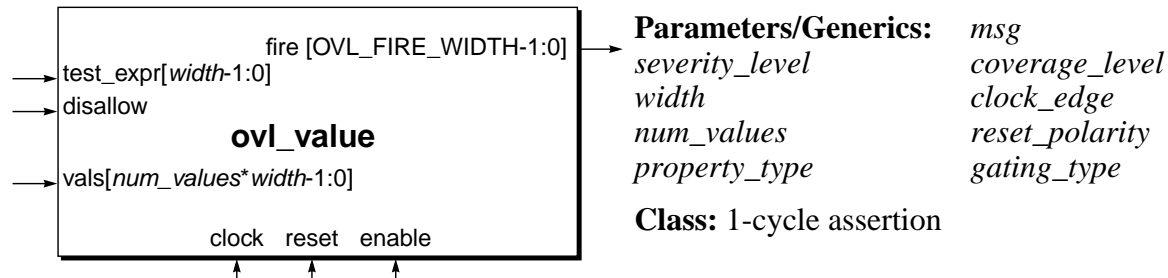 fire [OVL_FIRE_WIDTH-1:0]
test_expr[width-1:0]
disallow
ovl_value
vals[num_values*width-1:0]
clock reset enable
Parameters/Generics: msg
severity_level coverage_level
width clock_edge
num_values reset_polarity
property_type gating_type
Class: 1-cycle assertion